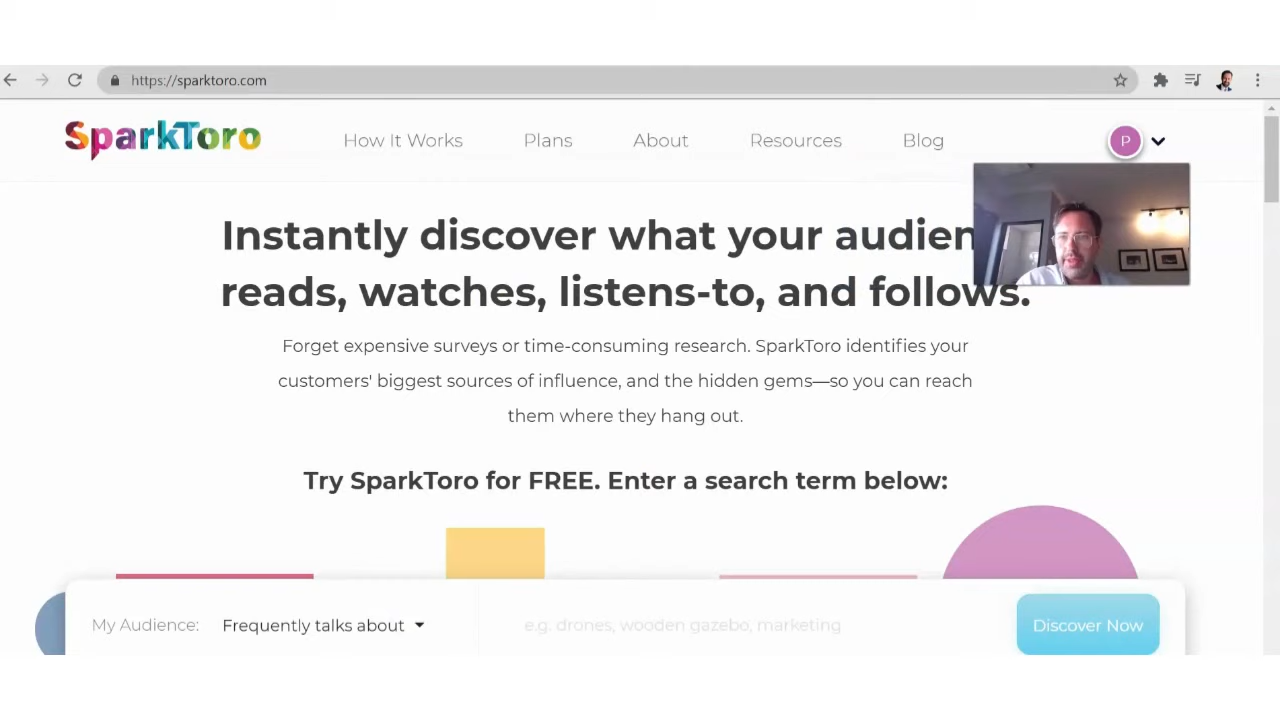 https://sparktoro.com
SparkToro
How It Works
Plans
About
Resources
Blog
P
Instantly discover what your audien
reads, watches, listens-to, and follows.
Forget expensive surveys or time-consuming research. SparkToro identifies your
customers' biggest sources of influence, and the hidden gems—so you can reach
them where they hang out.
Try SparkToro for FREE. Enter a search term below:
My Audience: Frequently talks about
e.g. drones, wooden gazebo, marketing
Discover Now